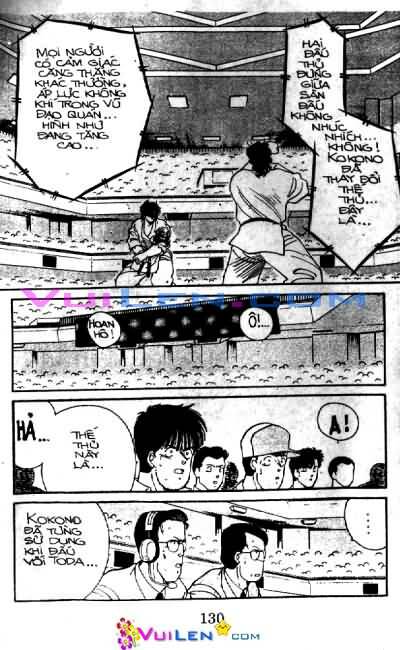 HAI ĐẤU
THỦ
ĐỨNG
GIỮA
SÂN
ĐẤU
KHÔNG
NHÚC
NHÍCH...
KHÔNG!
KOKONO
ĐÃ
THAY ĐỔI
THẾ
THỦ...
ĐÂY
LÀ...
MỌI NGƯỜI
CÓ CẢM GIÁC
CĂNG THẲNG
KHÁC THƯỜNG,
ÁP LỰC KHÔNG
KHÍ TRONG VÕ
ĐẠO QUÁN...
HÌNH NHƯ
ĐANG TĂNG
CAO...
VuiLen.com
Ồ!...
HOAN
HÔ!
A!
THẾ
THỦ
NÀY
LÀ...
HẢ...
...
KOKONO
ĐÃ TỪNG
SỬ DỤNG
KHI ĐẤU
VỚI TODA...
130
VuiLen.com